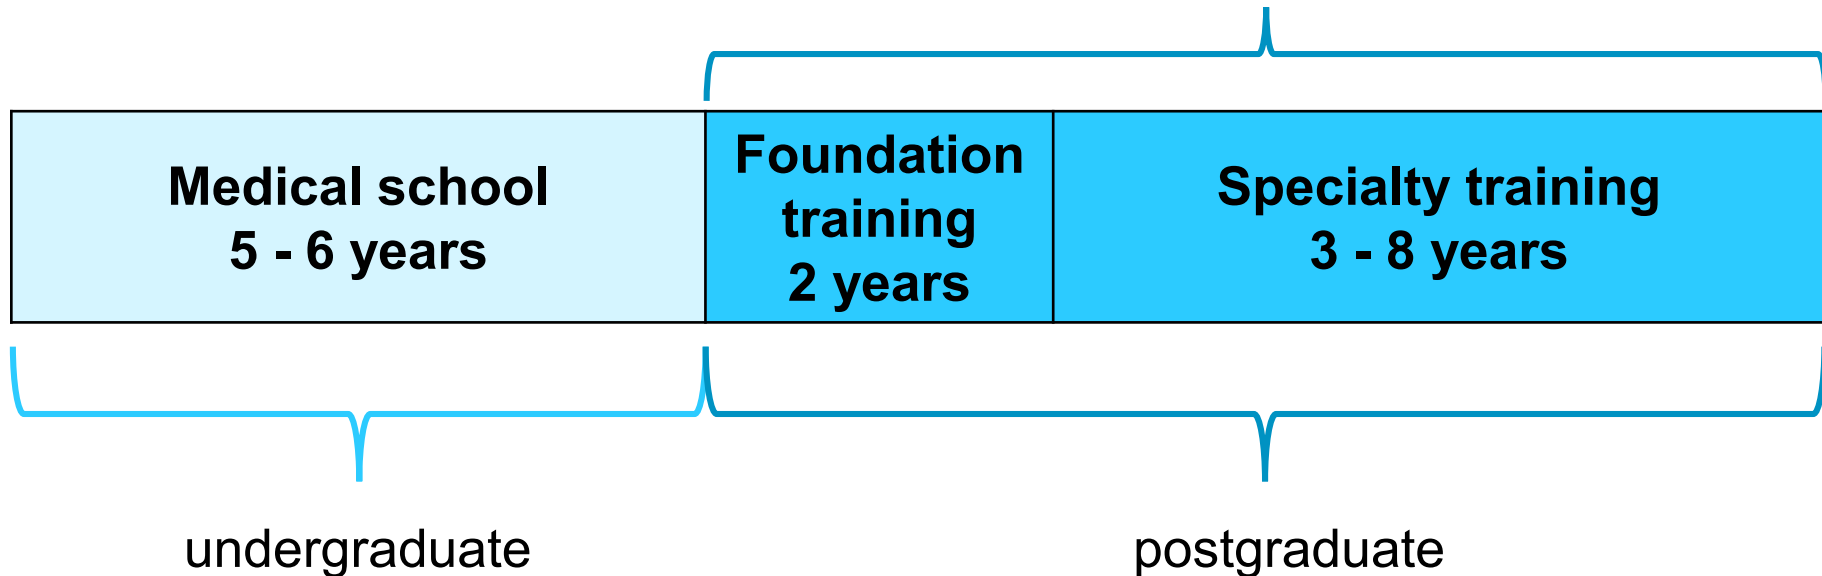 Medical school
5 - 6 years
Foundation
training
2 years
Specialty training
3 - 8 years
undergraduate
postgraduate